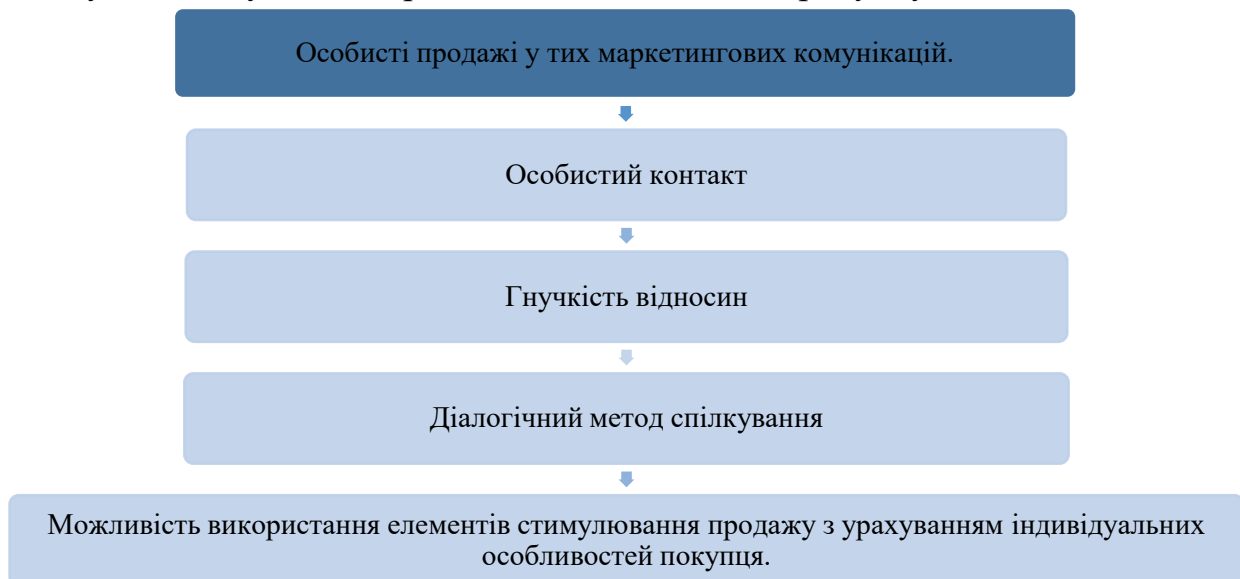 Особисті продажі у тих маркетингових комунікацій.
Особистий контакт
Гнучкість відносин
Діалогічний метод спілкування
Можливість використання елементів стимулювання продажу з урахуванням індивідуальних
особливостей покупця.